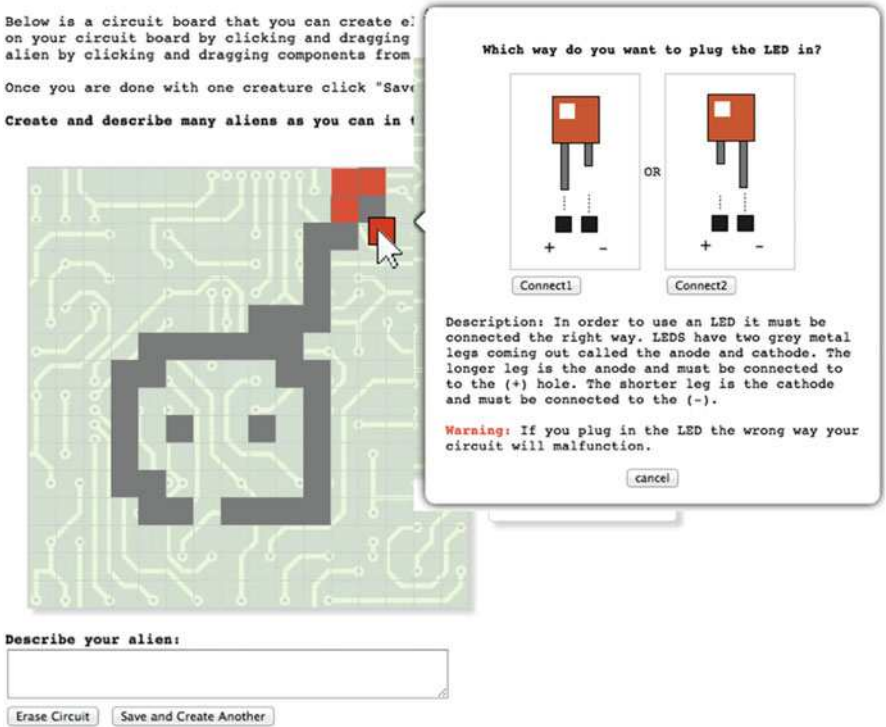 Below is a circuit board that you can create el
on your circuit board by clicking and dragging
alien by clicking and dragging components from
Once you are done with one creature click "Save
Create and describe many aliens as you can in t
Which way do you want to plug the LED in?
OR
+ -
+ -
Connect1
Connect2
Description: In order to use an LED it must be
connected the right way. LEDS have two grey metal
legs coming out called the anode and cathode. The
longer leg is the anode and must be connected to
to the (+) hole. The shorter leg is the cathode
and must be connected to the (-).
Warning: If you plug in the LED the wrong way your
circuit will malfunction.
cancel
Describe your alien:
Erase Circuit
Save and Create Another